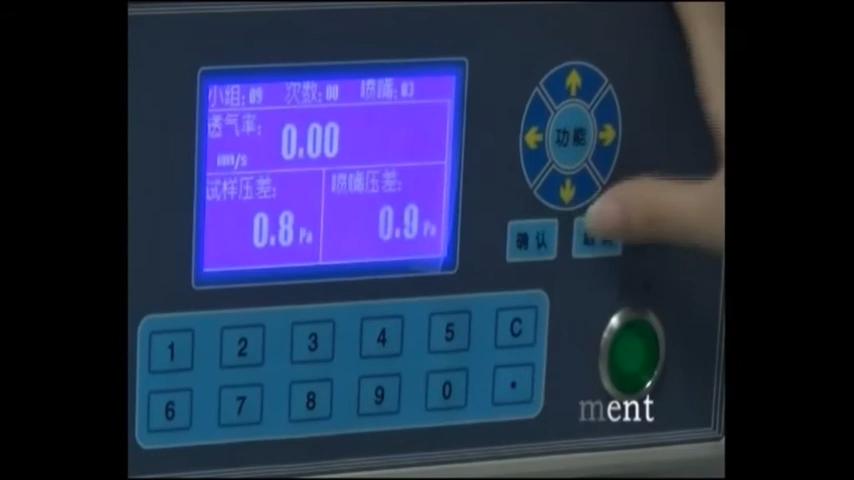 小组:09 次数:00 喷嘴:03
透气率: 0.00
mm/s
试样压差: 喷嘴压差:
0.8 Pa 0.9 Pa
功能
确认
1 2 3 4 5 C
6 7 8 9 0 .
ment